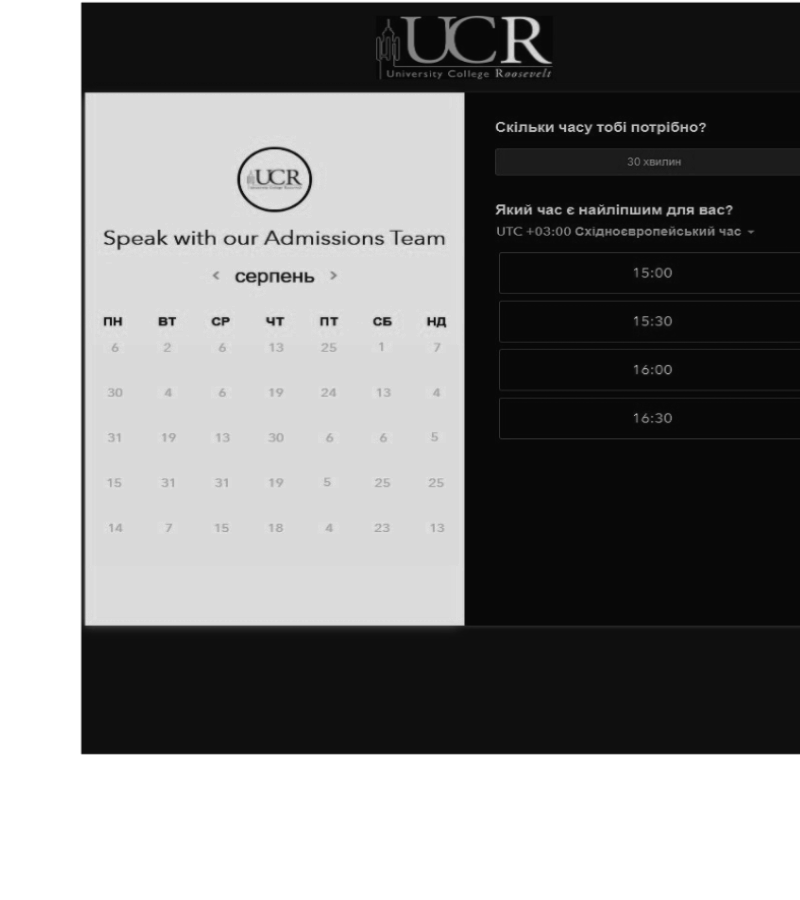 UCR
University College Roosevelt
UCR
Speak with our Admissions Team
< серпень >
ПН ВТ СР ЧТ ПТ СБ НД
6 2 6 13 25 1 7
30 4 6 19 24 13 4
31 19 13 30 6 6 5
15 31 31 19 5 25 25
14 7 15 18 4 23 13
Скільки часу тобі потрібно?
30 хвилин
Який час є найліпшим для вас?
UTC +03:00 Східноєвропейський час
15:00
15:30
16:00
16:30